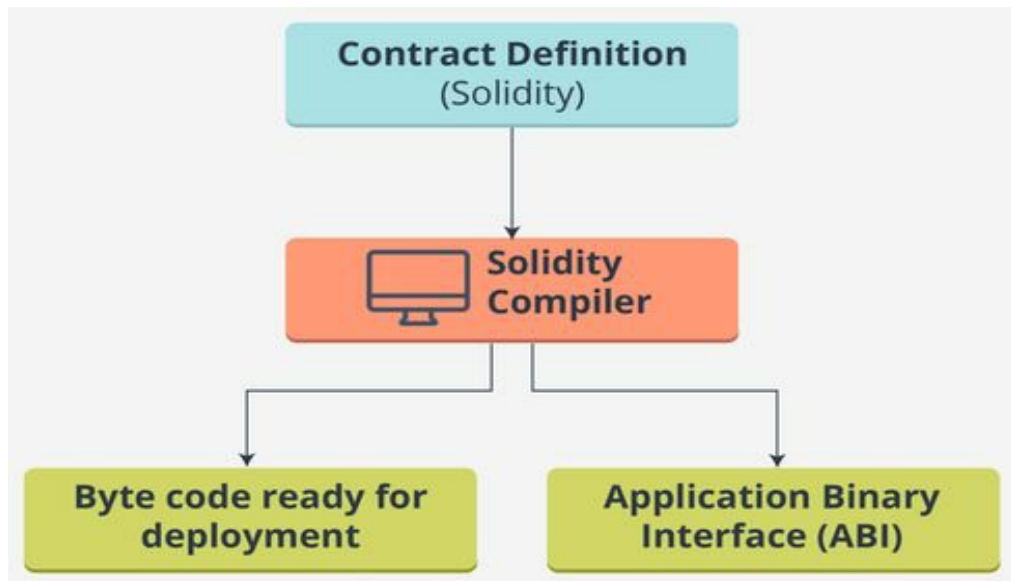 Contract Definition
(Solidity)
Solidity
Compiler
Byte code ready for
deployment
Application Binary
Interface (ABI)